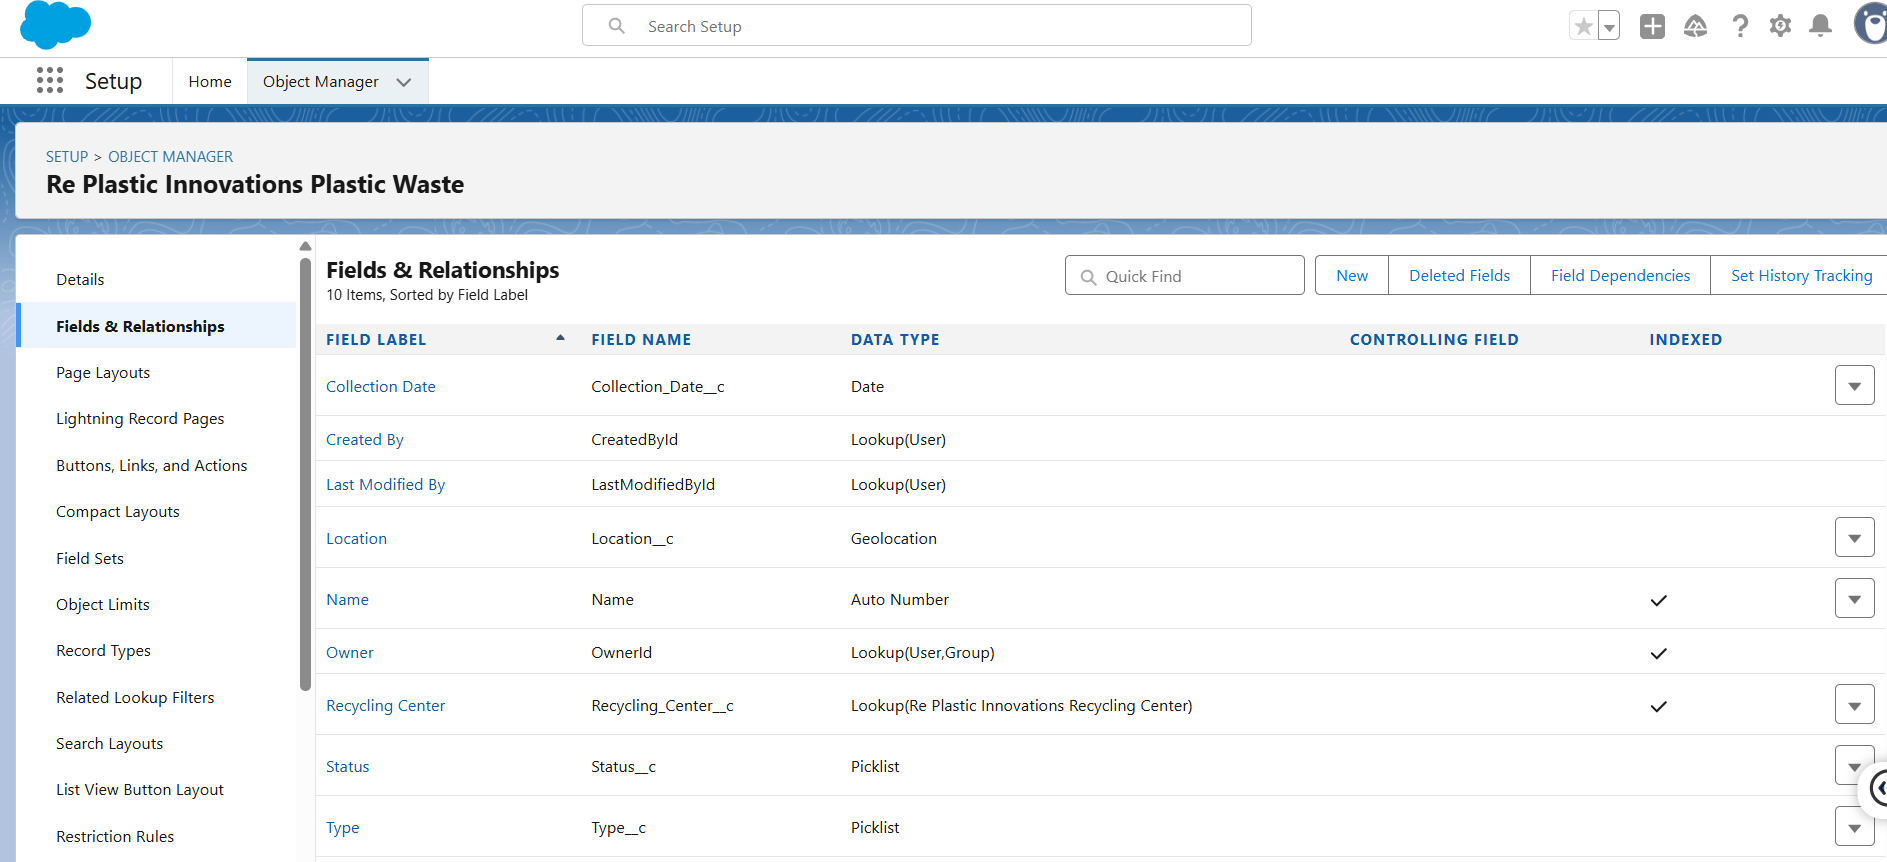 Search Setup
Setup
Home
Object Manager
SETUP > OBJECT MANAGER
Re Plastic Innovations Plastic Waste
Details
Fields & Relationships
Page Layouts
Lightning Record Pages
Buttons, Links, and Actions
Compact Layouts
Field Sets
Object Limits
Record Types
Related Lookup Filters
Search Layouts
List View Button Layout
Restriction Rules
Fields & Relationships
10 Items, Sorted by Field Label
Quick Find
New
Deleted Fields
Field Dependencies
Set History Tracking
FIELD LABEL FIELD NAME DATA TYPE CONTROLLING FIELD INDEXED
Collection Date Collection_Date__c Date
Created By CreatedById Lookup(User)
Last Modified By LastModifiedById Lookup(User)
Location Location__c Geolocation
Name Name Auto Number
Owner OwnerId Lookup(User,Group)
Recycling Center Recycling_Center__c Lookup(Re Plastic Innovations Recycling Center)
Status Status__c Picklist
Type Type__c Picklist